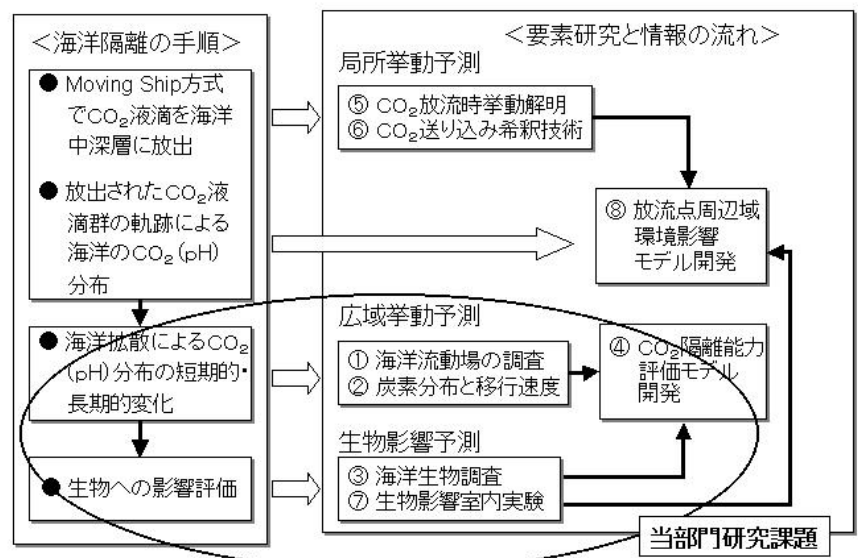 ＜海洋隔離の手順＞
● Moving Ship方式
でCO₂液滴を海洋
中深層に放出
● 放出されたCO₂液
滴群の軌跡による
海洋のCO₂(pH)
分布
● 海洋拡散によるCO₂
(pH)分布の短期的・
長期的変化
● 生物への影響評価
＜要素研究と情報の流れ＞
局所挙動予測
⑤ CO₂放流時挙動解明
⑥ CO₂送り込み希釈技術
⑧ 放流点周辺域
環境影響
モデル開発
広域挙動予測
① 海洋流動場の調査
② 炭素分布と移行速度
④ CO₂隔離能力
評価モデル
開発
生物影響予測
③ 海洋生物調査
⑦ 生物影響室内実験
当部門研究課題